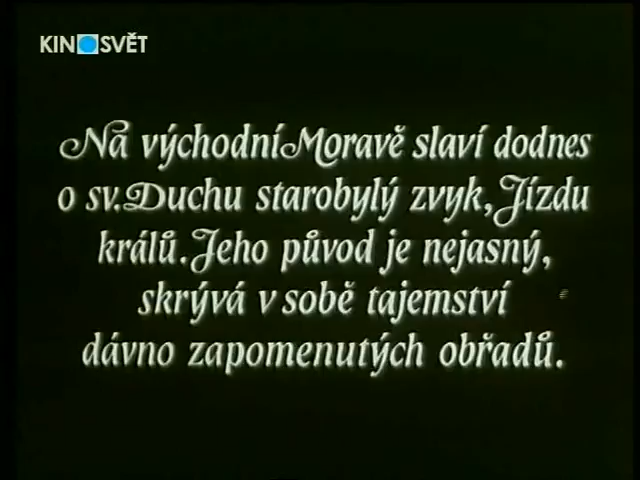 KINOSVĚT
Na východní Moravě slaví dodnes
o sv. Duchu starobylý zvyk, Jízdu
králů. Jeho původ je nejasný,
skrývá v sobě tajemství
dávno zapomenutých obřadů.